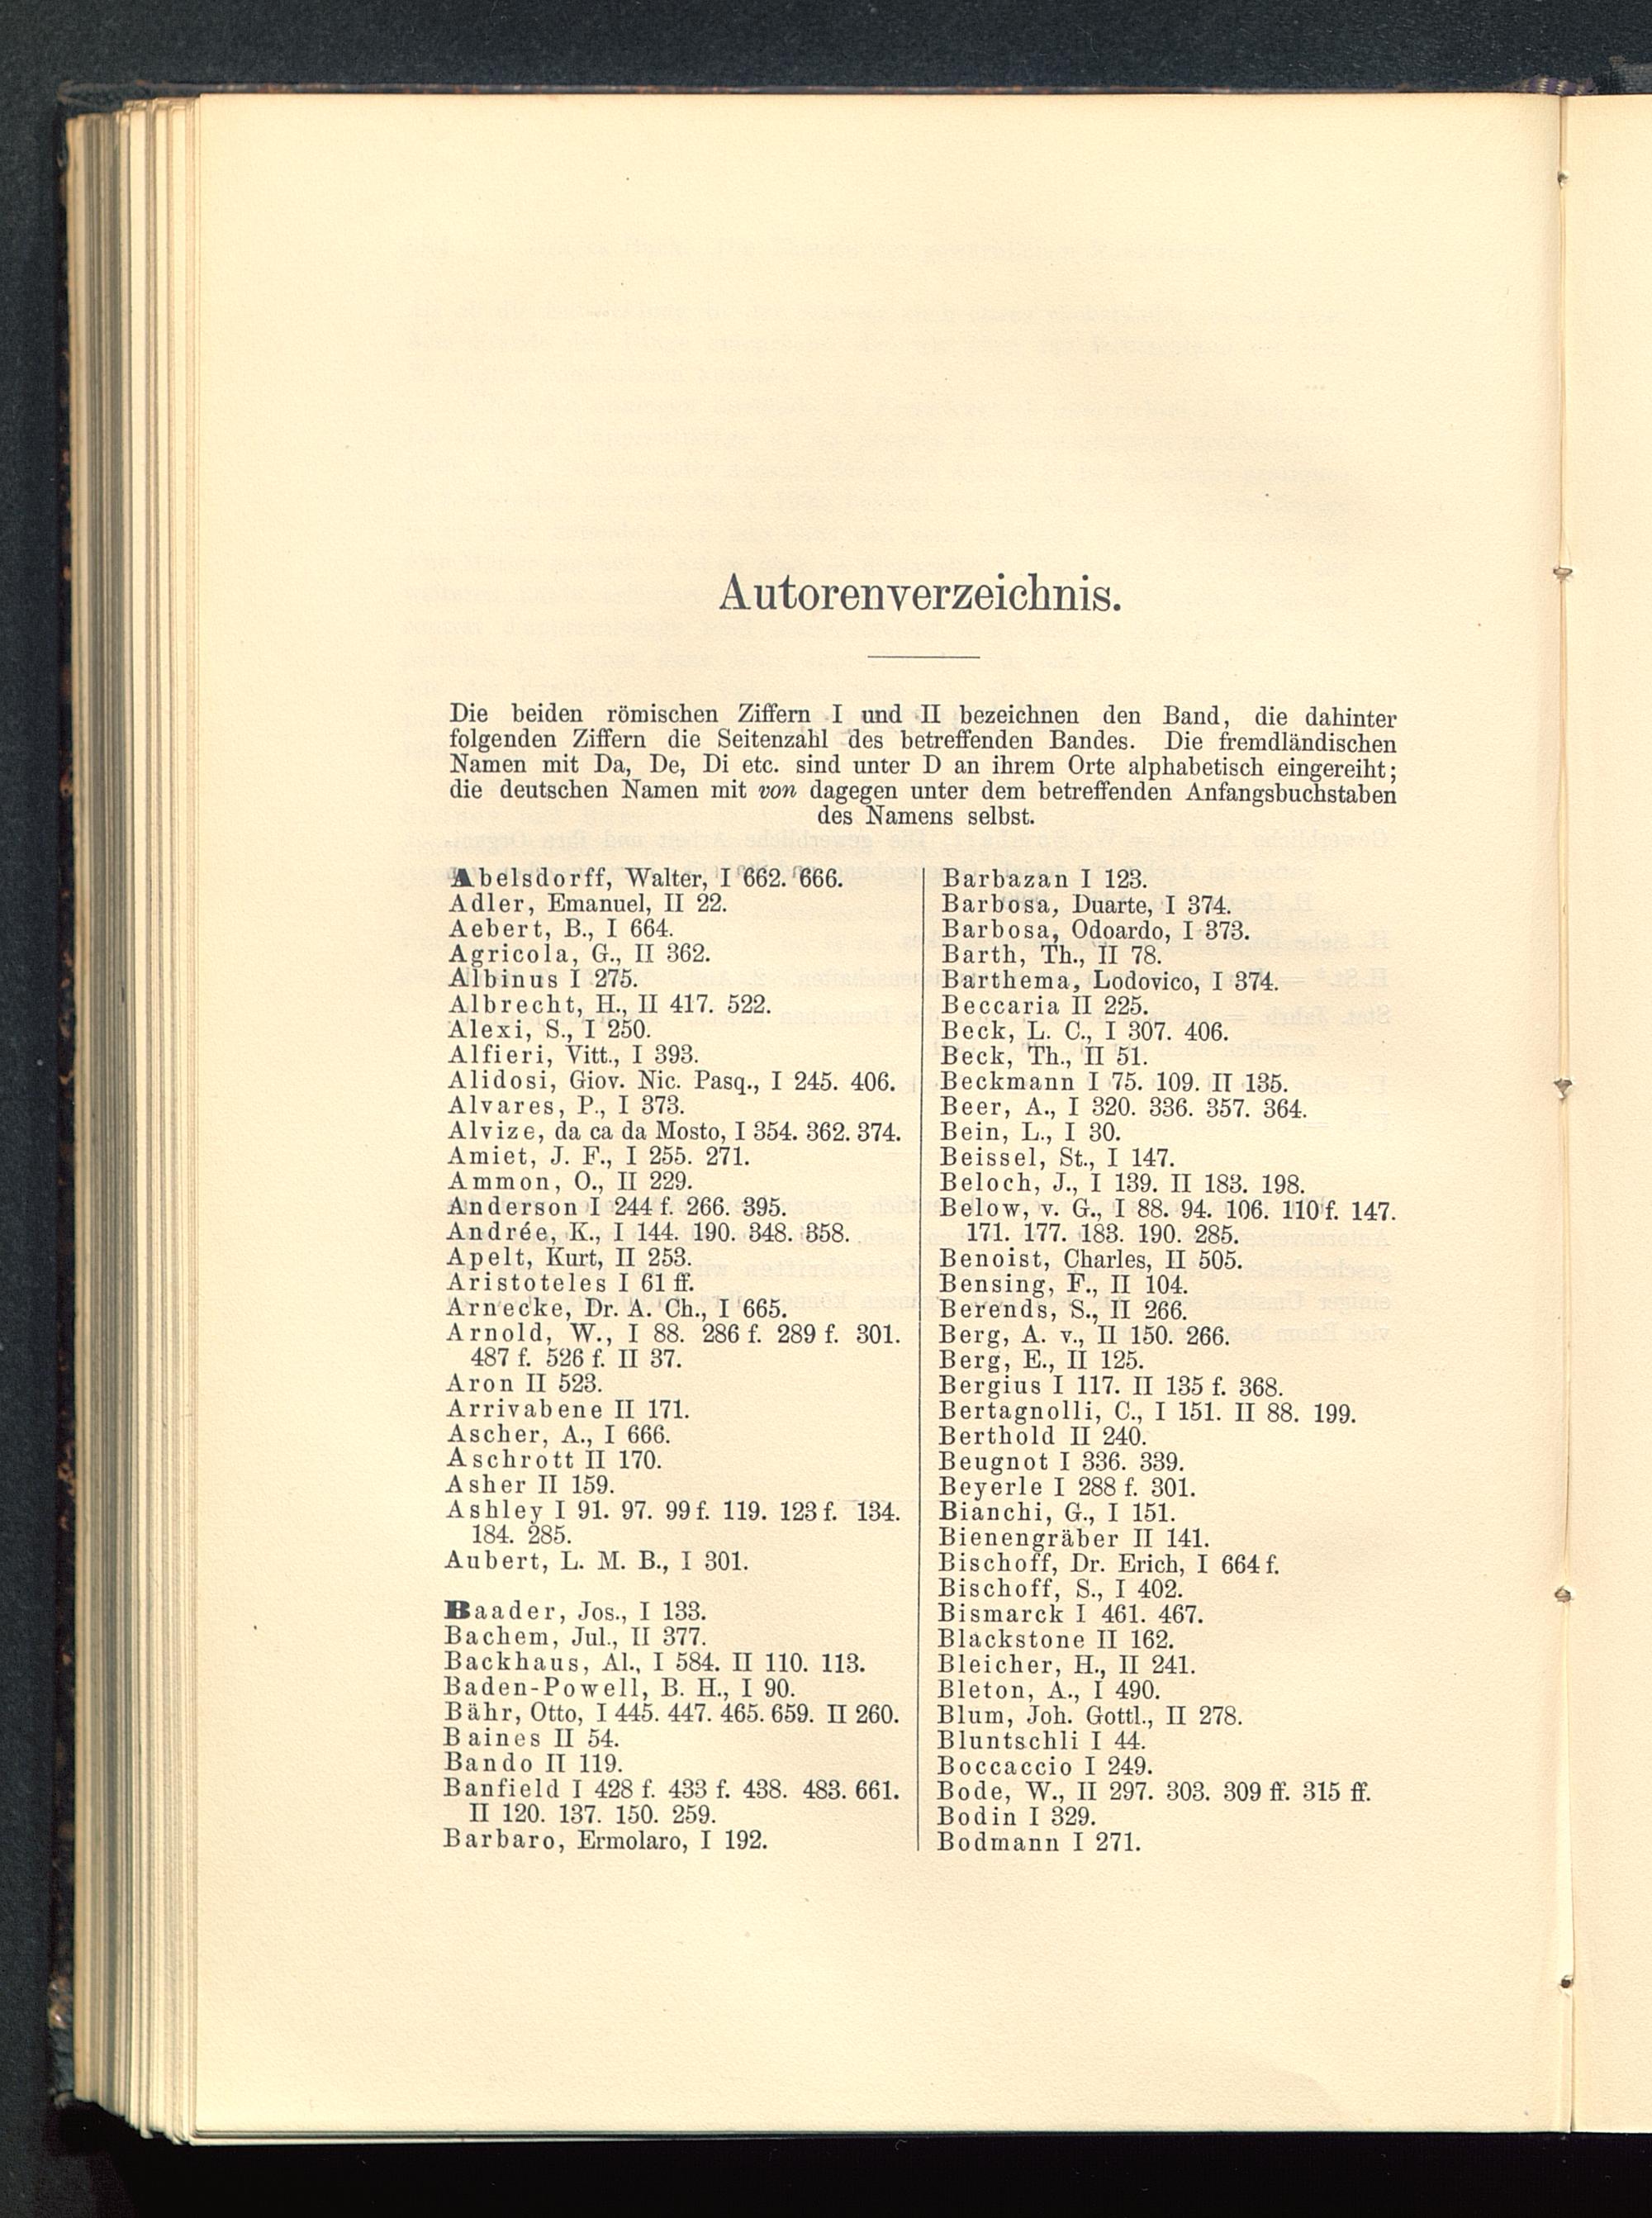 Autorenverzeichnis.
Die beiden römischen Ziffern I und II bezeichnen den Band, die dahinter
folgenden Ziffern die Seitenzahl des betreffenden Bandes. Die fremdländischen
Namen mit Da, De, Di etc. sind unter D an ihrem Orte alphabetisch eingereiht;
die deutschen Namen mit von dagegen unter dem betreffenden Anfangsbuchstaben
des Namens selbst.
Abelsdorff, Walter, I 662. 666.
Adler, Emanuel, II 22.
Aebert, B., I 664.
Agricola, G., II 362.
Albinus I 275.
Albrecht, H., II 417. 522.
Alexi, S., I 250.
Alfieri, Vitt., I 393.
Alidosi, Giov. Nic. Pasq., I 245. 406.
Alvares, P., I 373.
Alvize, da ca da Mosto, I 354. 362. 374.
Amiet, J. F., I 255. 271.
Ammon, O., II 229.
Anderson I 244 f. 266. 395.
Andrée, K., I 144. 190. 348. 358.
Apelt, Kurt, II 253.
Aristoteles I 61 ff.
Arnecke, Dr. A. Ch., I 665.
Arnold, W., I 88. 286 f. 289 f. 301.
487 f. 526 f. II 37.
Aron II 523.
Arrivabene II 171.
Ascher, A., I 666.
Aschrott II 170.
Asher II 159.
Ashley I 91. 97. 99 f. 119. 123 f. 134.
184. 285.
Aubert, L. M. B., I 301.
Baader, Jos., I 133.
Bachem, Jul., II 377.
Backhaus, Al., I 584. II 110. 113.
Baden-Powell, B. H., I 90.
Bähr, Otto, I 445. 447. 465. 659. II 260.
Baines II 54.
Bando II 119.
Banfield I 428 f. 433 f. 438. 483. 661.
II 120. 137. 150. 259.
Barbaro, Ermolaro, I 192.
Barbazan I 123.
Barbosa, Duarte, I 374.
Barbosa, Odoardo, I 373.
Barth, Th., II 78.
Barthema, Lodovico, I 374.
Beccaria II 225.
Beck, L. C., I 307. 406.
Beck, Th., II 51.
Beckmann I 75. 109. II 135.
Beer, A., I 320. 336. 357. 364.
Bein, L., I 30.
Beissel, St., I 147.
Beloch, J., I 139. II 183. 198.
Below, v. G., I 88. 94. 106. 110 f. 147.
171. 177. 183. 190. 285.
Benoist, Charles, II 505.
Bensing, F., II 104.
Berends, S., II 266.
Berg, A. v., II 150. 266.
Berg, E., II 125.
Bergius I 117. II 135 f. 368.
Bertagnolli, C., I 151. II 88. 199.
Berthold II 240.
Beugnot I 336. 339.
Beyerle I 288 f. 301.
Bianchi, G., I 151.
Bienengräber II 141.
Bischoff, Dr. Erich, I 664 f.
Bischoff, S., I 402.
Bismarck I 461. 467.
Blackstone II 162.
Bleicher, H., II 241.
Bleton, A., I 490.
Blum, Joh. Gottl., II 278.
Bluntschli I 44.
Boccaccio I 249.
Bode, W., II 297. 303. 309 ff. 315 ff.
Bodin I 329.
Bodmann I 271.